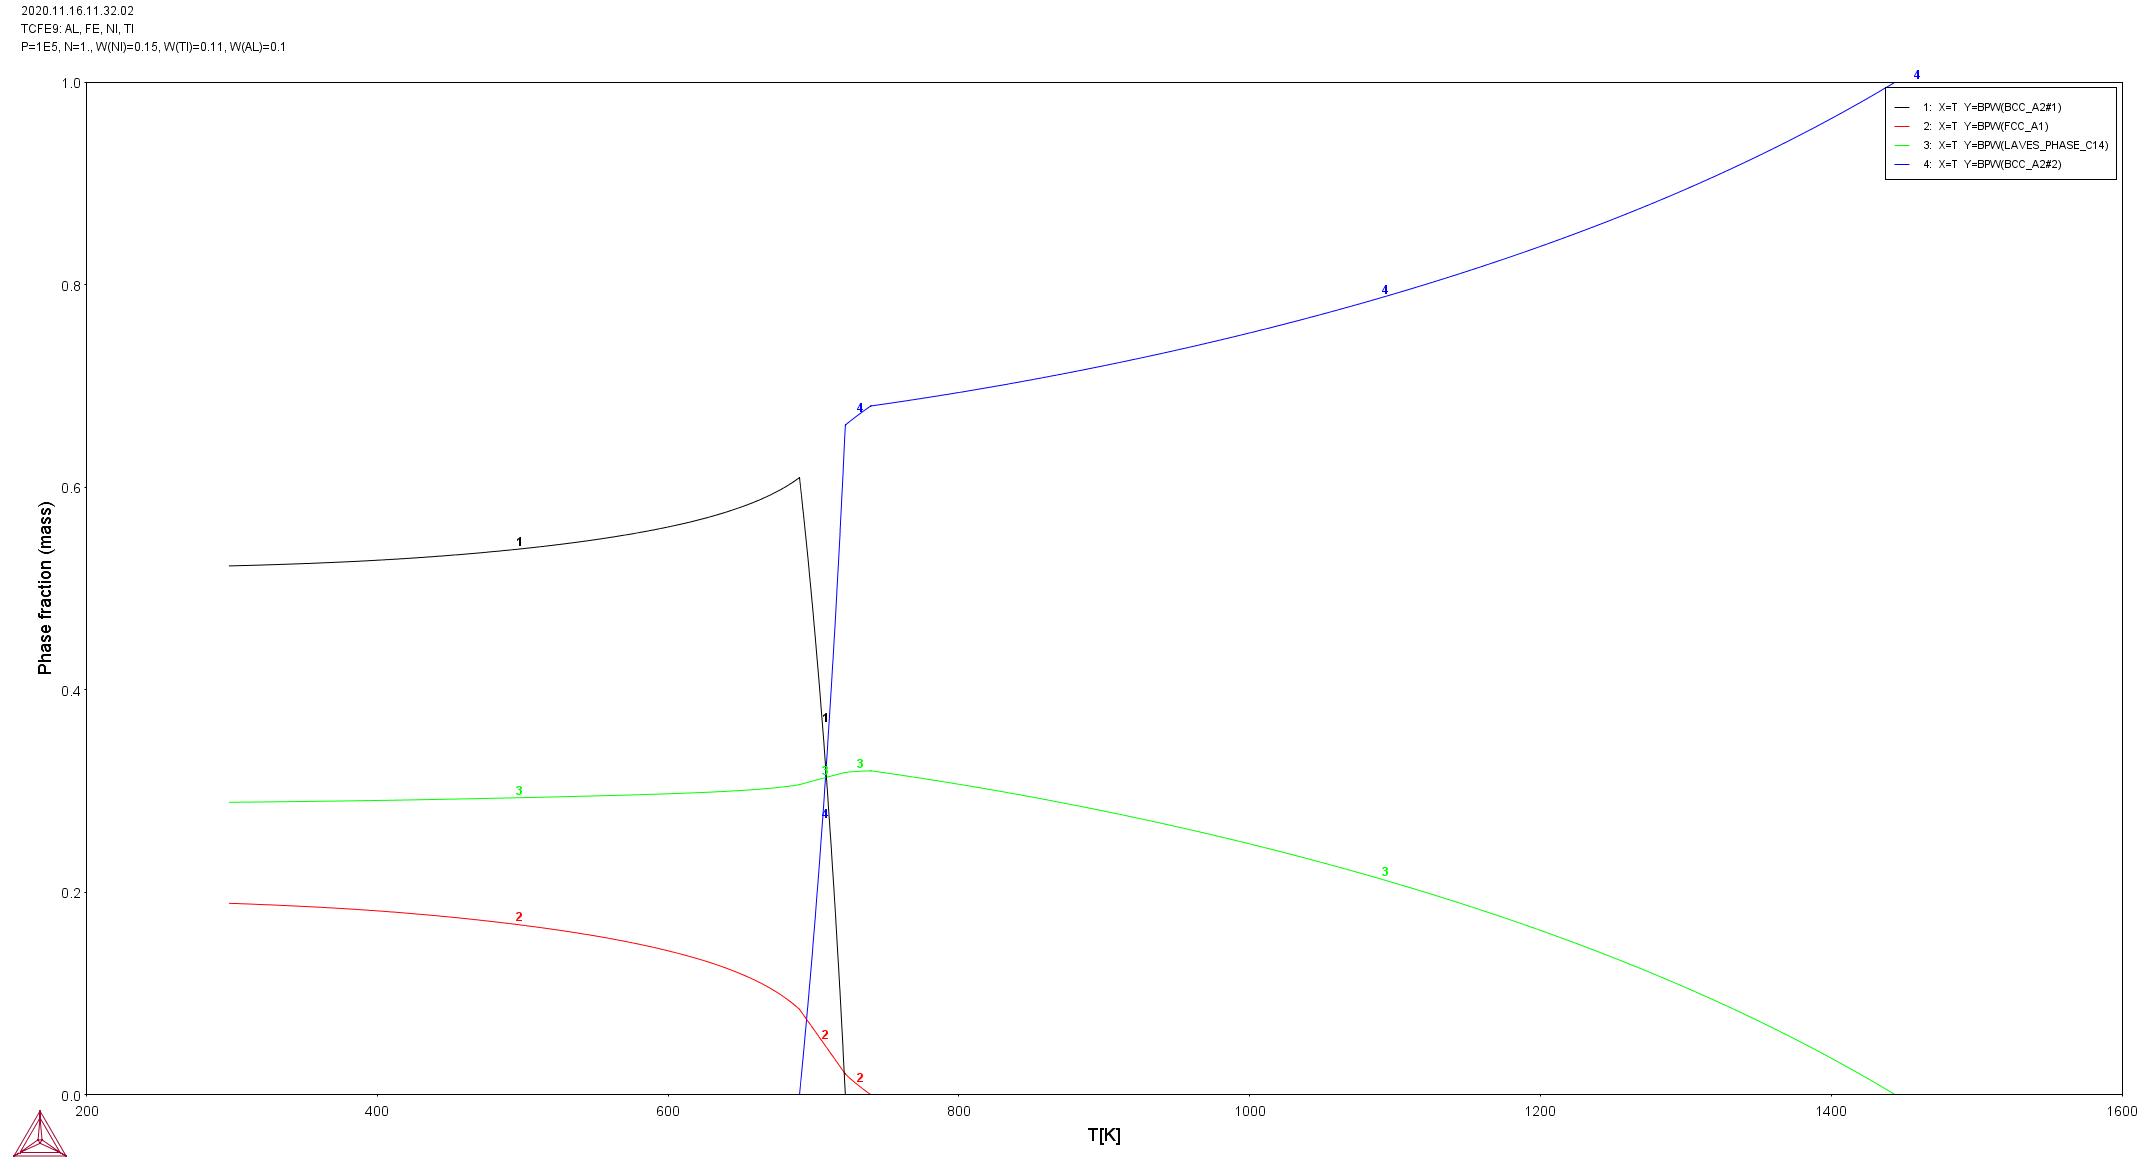 2020.11.16.11.32.02
TCFE9: AL, FE, NI, TI
P=1E5, N=1., W(NI)=0.15, W(TI)=0.11, W(AL)=0.1
4
1: X=T Y=BPW(BCC_A2#1)
2: X=T Y=BPW(FCC_A1)
3: X=T Y=BPW(LAVES_PHASE_C14)
4: X=T Y=BPW(BCC_A2#2)
1.0
0.8
0.6
0.4
0.2
0.0
Phase fraction (mass)
4
4
1
1
3
3
3
4
3
2
2
2
200 400 600 800 1000 1200 1400 1600
T[K]